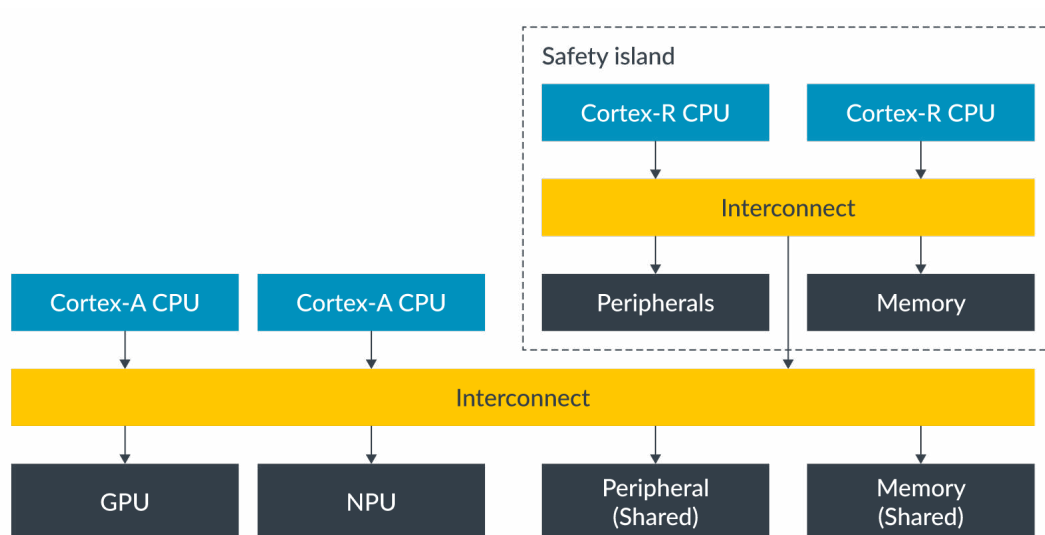 Safety island
Cortex-R CPU
Cortex-R CPU
Interconnect
Peripherals
Memory
Cortex-A CPU
Cortex-A CPU
Interconnect
GPU
NPU
Peripheral
(Shared)
Memory
(Shared)